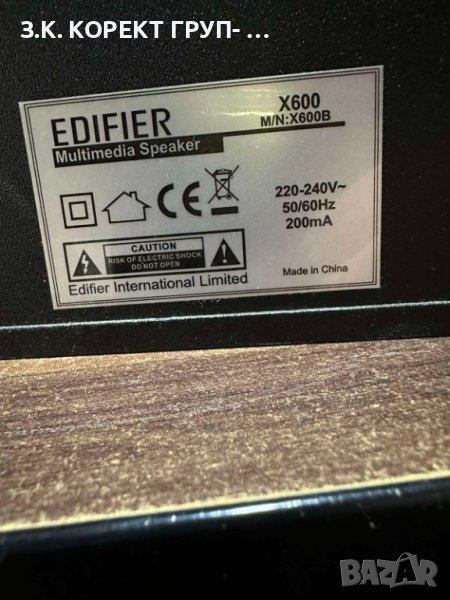 З.К. КОРЕКТ ГРУП- ...
EDIFIER
Multimedia Speaker
X600
M/N:X600B
CE
220-240V~
50/60Hz
200mA
CAUTION
RISK OF ELECTRIC SHOCK
DO NOT OPEN
Edifier International Limited
Made in China
BAZAR